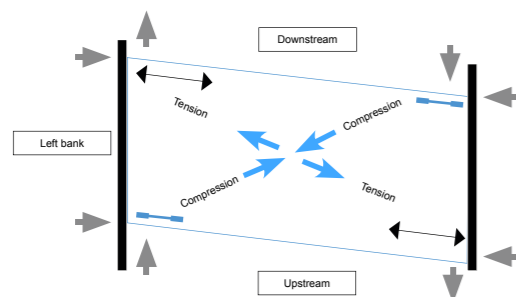 Downstream
Tension
Compression
Left bank
Compression
Tension
Upstream